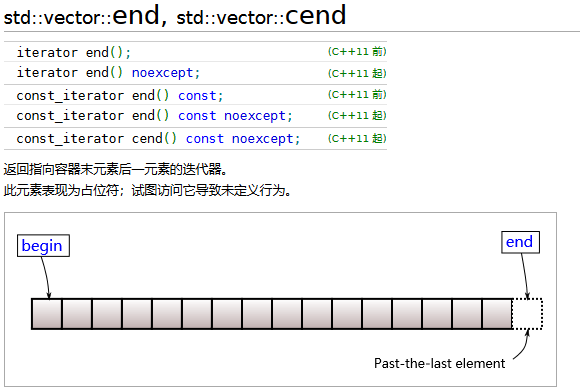 std::vector::end, std::vector::cend
iterator end(); (C++11 前)
iterator end() noexcept; (C++11 起)
const_iterator end() const; (C++11 前)
const_iterator end() const noexcept; (C++11 起)
const_iterator cend() const noexcept; (C++11 起)
返回指向容器末元素后一元素的迭代器。
此元素表现为占位符；试图访问它导致未定义行为。
begin
end
Past-the-last element